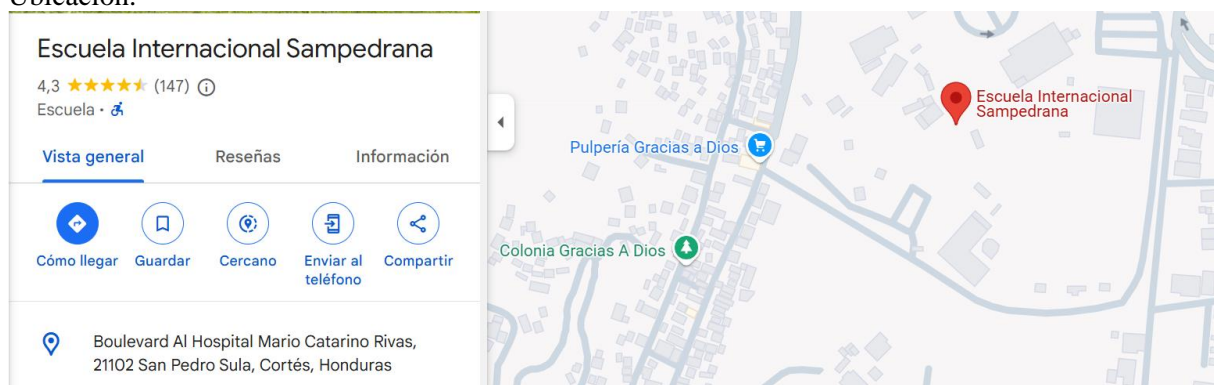 Ubicación:
Escuela Internacional Sampedrana
4,3 (147)
Escuela ·
Vista general
Reseñas
Información
Cómo llegar
Guardar
Cercano
Enviar al
teléfono
Compartir
Boulevard Al Hospital Mario Catarino Rivas,
21102 San Pedro Sula, Cortés, Honduras
Escuela Internacional
Sampedrana
Pulpería Gracias a Dios
Colonia Gracias A Dios